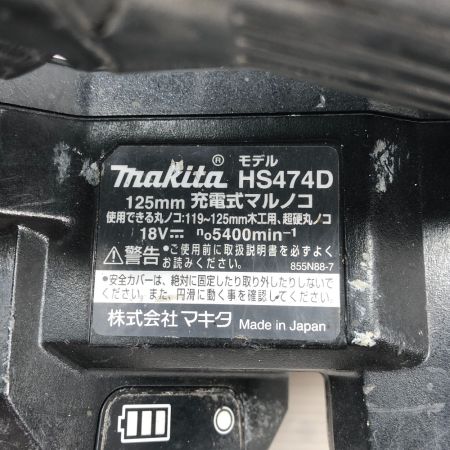 モデル
makita® HS474D
125mm 充電式マルノコ
使用できる丸ノコ:119~125mm木工用、超硬丸ノコ
18V⎓ n₀5400min⁻¹
⚠警告 •ご使用前に取扱説明書を必ずよく
お読みください。 855N88-7
•安全カバーは、絶対に固定したり取り外したりしないで
ください。また、円滑に動く事を確認してください。
株式会社マキタ Made in Japan